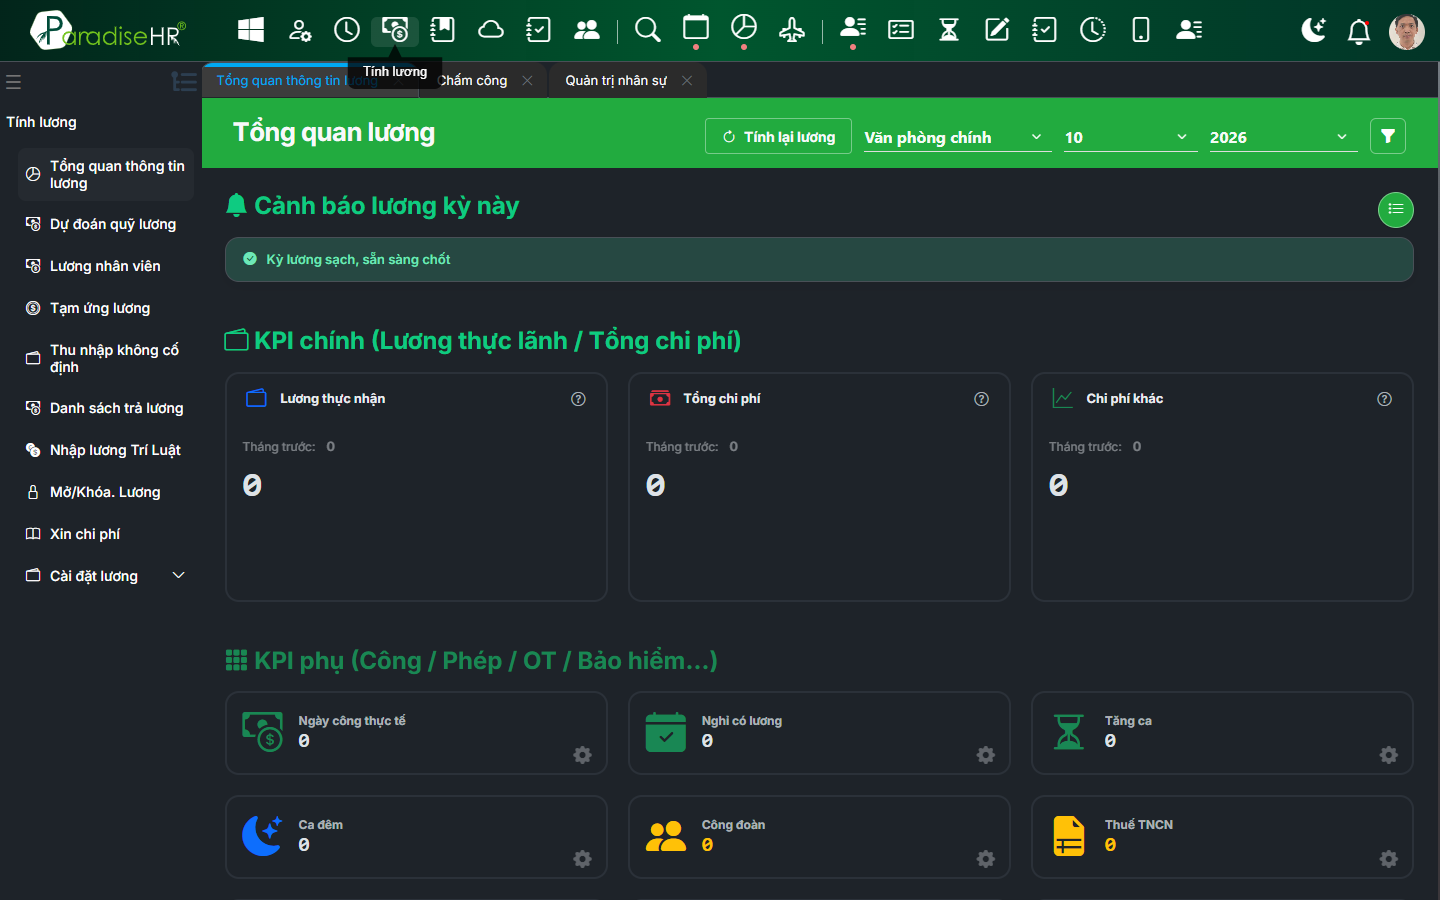 ParadiseHR®
Tính lương
Tổng quan thông tin lương
Chấm công
Quản trị nhân sự
Tính lương
Tổng quan thông tin
lương
Dự đoán quỹ lương
Lương nhân viên
Tạm ứng lương
Thu nhập không cố
định
Danh sách trả lương
Nhập lương Trí Luật
Mở/Khóa. Lương
Xin chi phí
Cài đặt lương
Tổng quan lương
Tính lại lương
Văn phòng chính
10
2026
Cảnh báo lương kỳ này
Kỳ lương sạch, sẵn sàng chốt
KPI chính (Lương thực lãnh / Tổng chi phí)
Lương thực nhận
Tháng trước: 0
0
Tổng chi phí
Tháng trước: 0
0
Chi phí khác
Tháng trước: 0
0
KPI phụ (Công / Phép / OT / Bảo hiểm...)
Ngày công thực tế
0
Nghỉ có lương
0
Tăng ca
0
Ca đêm
0
Công đoàn
0
Thuế TNCN
0